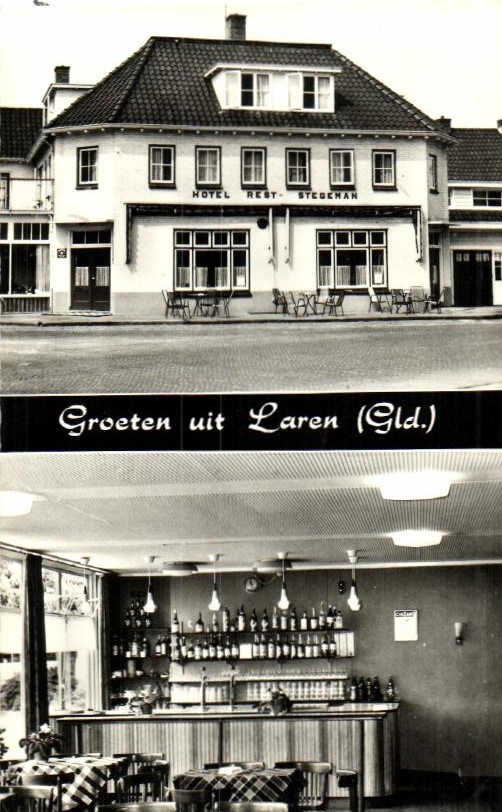 HOTEL REST- STEGEMAN
Groeten uit Laren (Gld.)